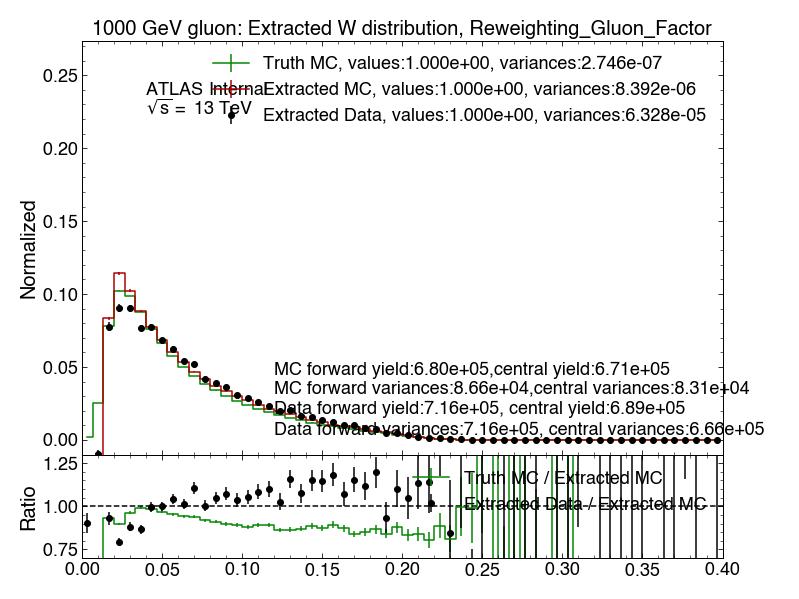 1000 GeV gluon: Extracted W distribution, Reweighting_Gluon_Factor
Truth MC, values:1.000e+00, variances:2.746e-07
ATLAS Internal
Extracted MC, values:1.000e+00, variances:8.392e-06
√s = 13 TeV
Extracted Data, values:1.000e+00, variances:6.328e-05
Normalized
0.25
0.20
0.15
0.10
0.05
0.00
MC forward yield:6.80e+05,central yield:6.71e+05
MC forward variances:8.66e+04,central variances:8.31e+04
Data forward yield:7.16e+05, central yield:6.89e+05
Data forward variances:7.16e+05, central variances:6.66e+05
Ratio
1.25
1.00
0.75
Truth MC / Extracted MC
Extracted Data / Extracted MC
0.00 0.05 0.10 0.15 0.20 0.25 0.30 0.35 0.40